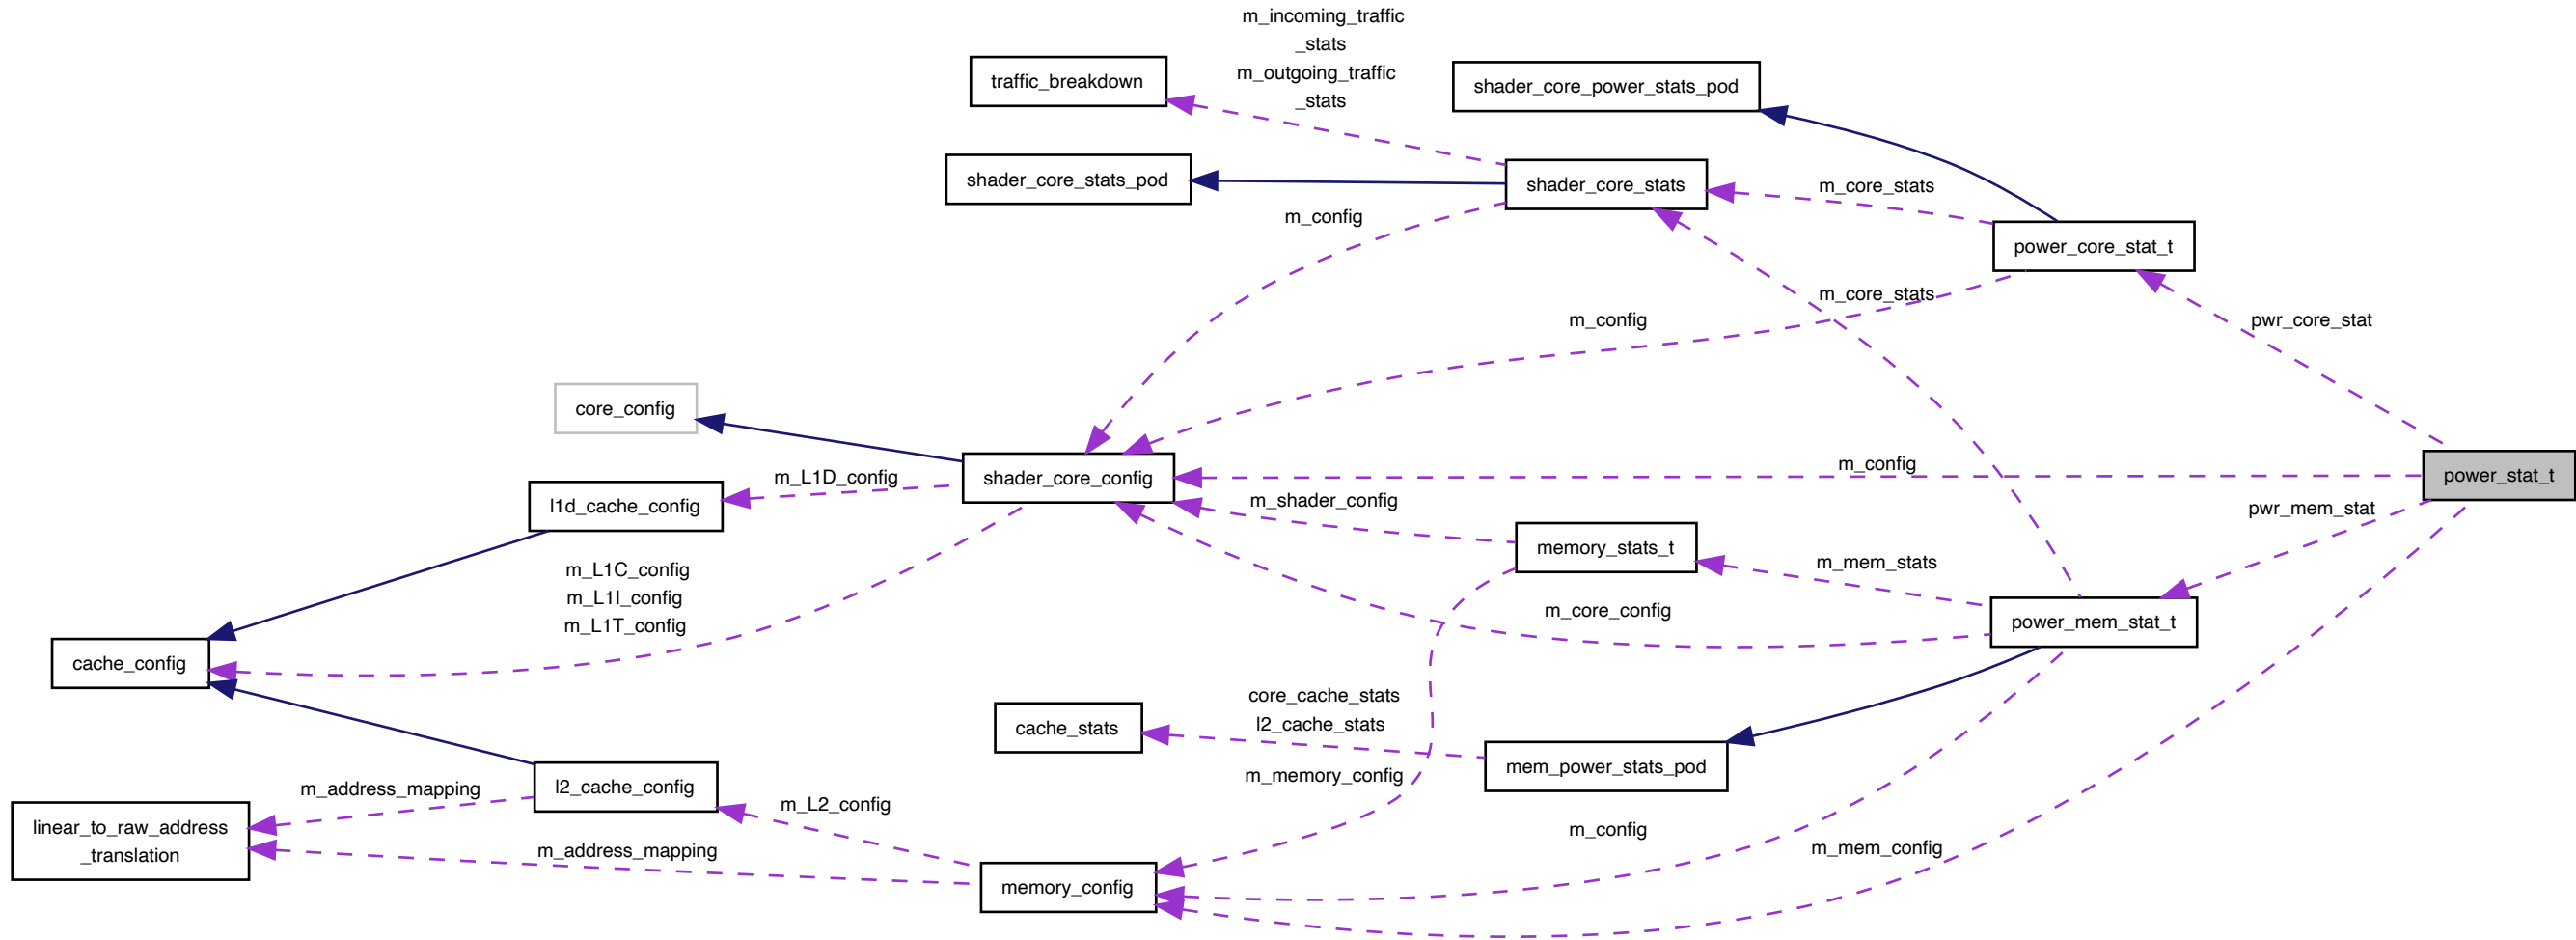 m_incoming_traffic
_stats
m_outgoing_traffic
_stats
traffic_breakdown
shader_core_power_stats_pod
shader_core_stats_pod
shader_core_stats
m_core_stats
m_config
power_core_stat_t
m_core_stats
m_config
pwr_core_stat
core_config
shader_core_config
m_config
power_stat_t
m_L1D_config
l1d_cache_config
m_shader_config
pwr_mem_stat
memory_stats_t
m_mem_stats
m_L1C_config
m_L1I_config
m_L1T_config
m_core_config
power_mem_stat_t
cache_config
core_cache_stats
l2_cache_stats
cache_stats
mem_power_stats_pod
m_memory_config
m_address_mapping
l2_cache_config
m_L2_config
linear_to_raw_address
_translation
m_address_mapping
m_config
m_mem_config
memory_config